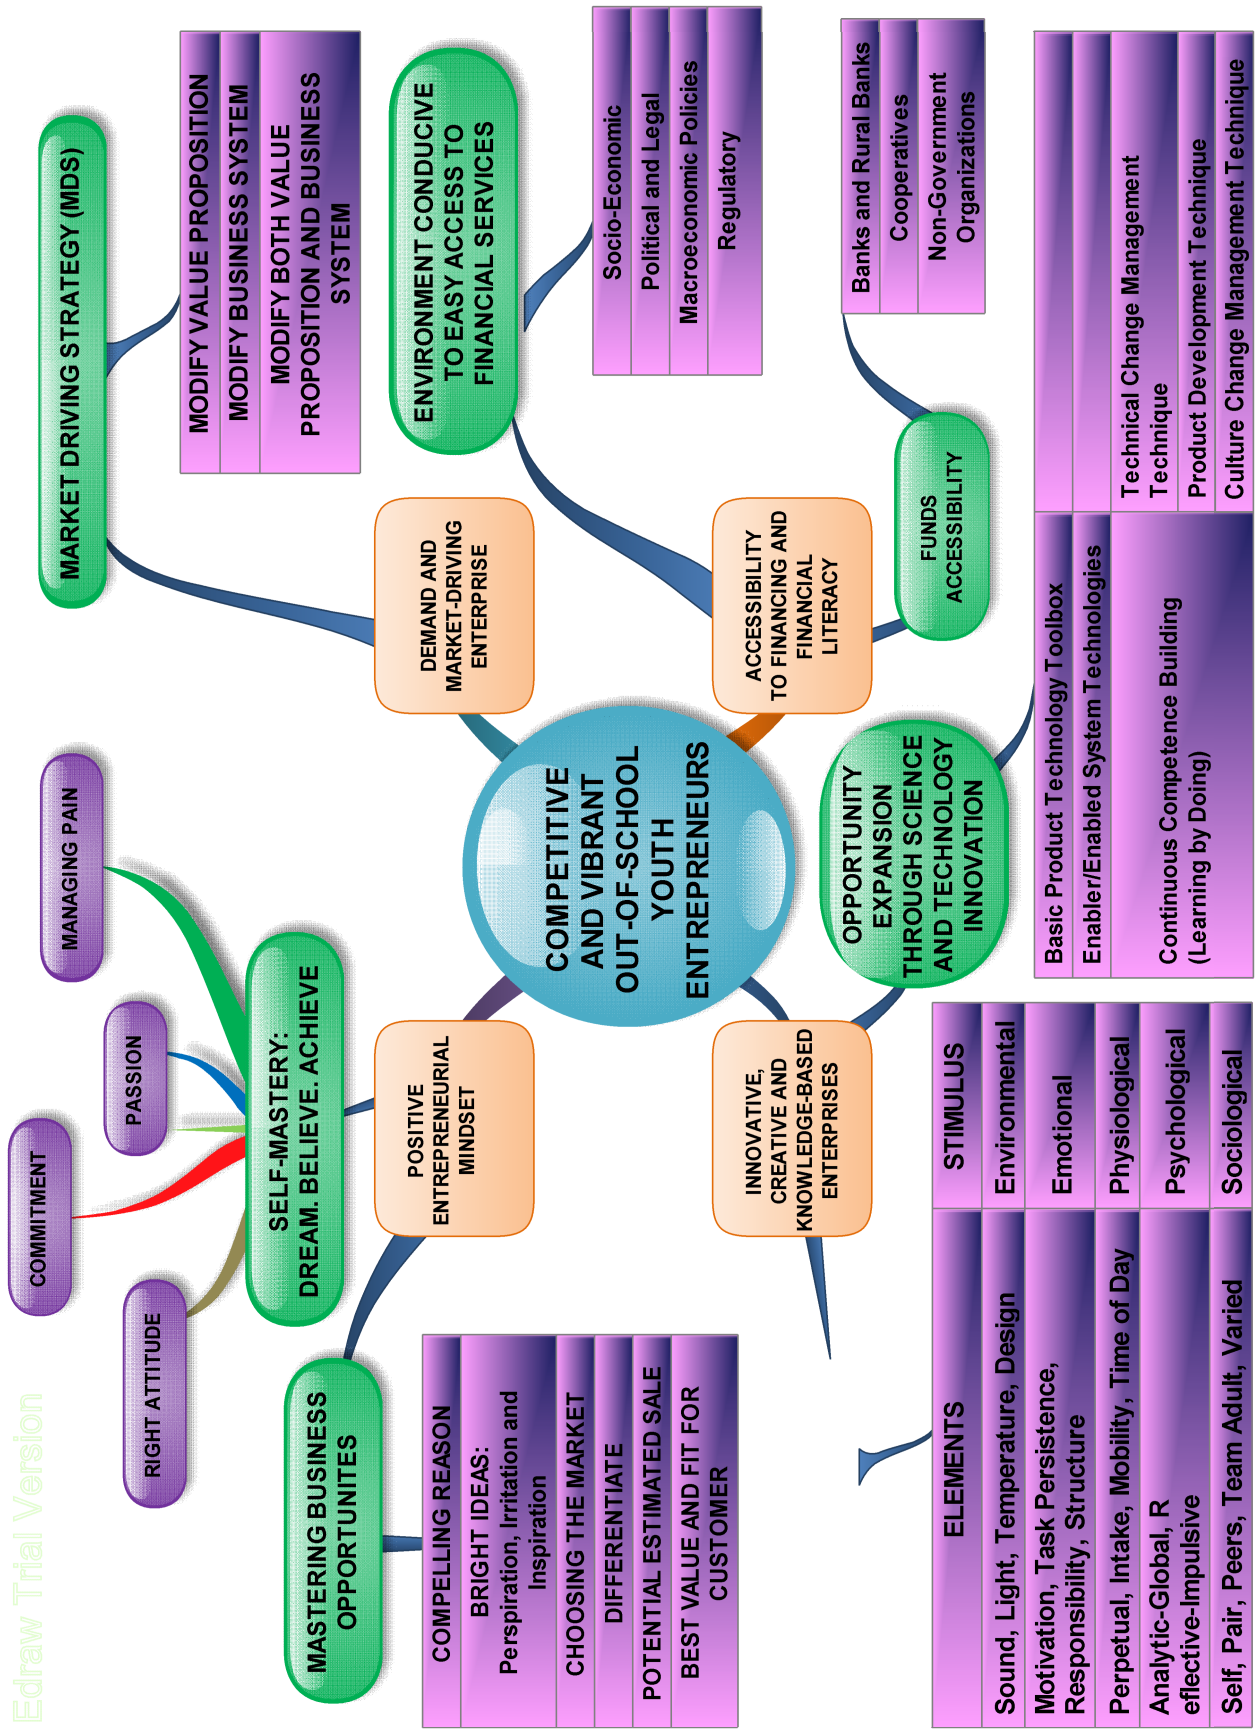 Edraw Trial Version
RIGHT ATTITUDE
COMMITMENT
PASSION
MANAGING PAIN
MARKET DRIVING STRATEGY (MDS)
MODIFY VALUE PROPOSITION
MODIFY BUSINESS SYSTEM
MODIFY BOTH VALUE
PROPOSITION AND BUSINESS
SYSTEM
SELF-MASTERY:
DREAM. BELIEVE. ACHIEVE
MASTERING BUSINESS
OPPORTUNITES
COMPELLING REASON
BRIGHT IDEAS:
Perspiration, Irritation and
Inspiration
CHOOSING THE MARKET
DIFFERENTIATE
POTENTIAL ESTIMATED SALE
BEST VALUE AND FIT FOR
CUSTOMER
POSITIVE
ENTREPRENEURIAL
MINDSET
DEMAND AND
MARKET-DRIVING
ENTERPRISE
ENVIRONMENT CONDUCIVE
TO EASY ACCESS TO
FINANCIAL SERVICES
Socio-Economic
Political and Legal
Macroeconomic Policies
Regulatory
COMPETITIVE
AND VIBRANT
OUT-OF-SCHOOL
YOUTH
ENTREPRENEURS
INNOVATIVE,
CREATIVE AND
KNOWLEDGE-BASED
ENTERPRISES
ACCESSIBILITY
TO FINANCING AND
FINANCIAL
LITERACY
FUNDS
ACCESSIBILITY
Banks and Rural Banks
Cooperatives
Non-Government
Organizations
OPPORTUNITY
EXPANSION
THROUGH SCIENCE
AND TECHNOLOGY
INNOVATION
ELEMENTS
STIMULUS
Sound, Light, Temperature, Design
Environmental
Motivation, Task Persistence,
Responsibility, Structure
Emotional
Perpetual, Intake, Mobility, Time of Day
Physiological
Analytic-Global, R
eflective-Impulsive
Psychological
Self, Pair, Peers, Team Adult, Varied
Sociological
Basic Product Technology Toolbox
Enabler/Enabled System Technologies
Continuous Competence Building
(Learning by Doing)
Technical Change Management
Technique
Product Development Technique
Culture Change Management Technique